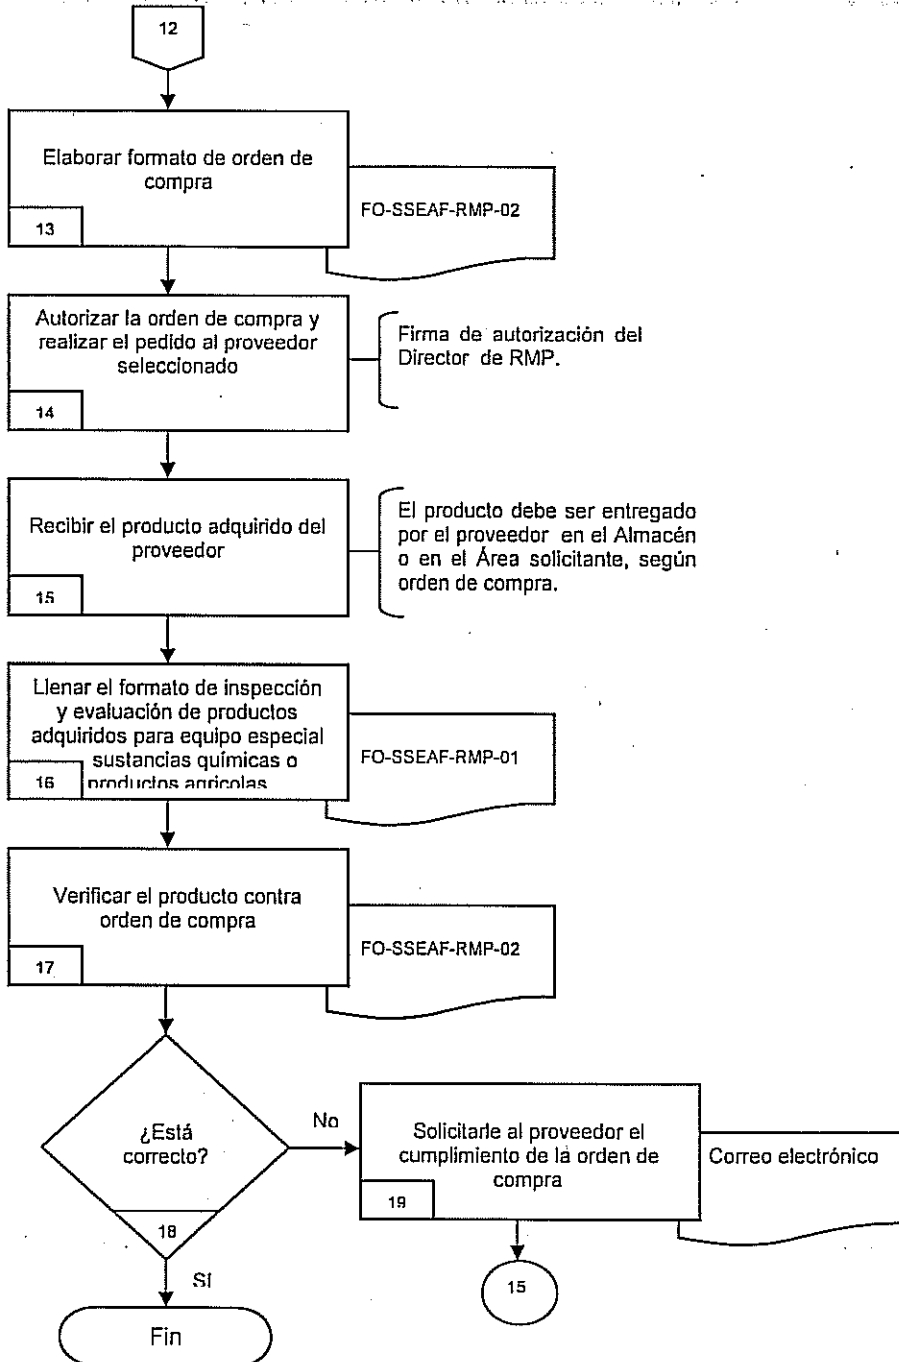 12
Elaborar formato de orden de
compra
13
FO-SSEAF-RMP-02
Autorizar la orden de compra y
realizar el pedido al proveedor
seleccionado
14
Firma de autorización del
Director de RMP.
Recibir el producto adquirido del
proveedor
15
El producto debe ser entregado
por el proveedor en el Almacén
o en el Área solicitante, según
orden de compra.
Llenar el formato de inspección
y evaluación de productos
adquiridos para equipo especial
sustancias químicas o
productos agricolas
16
FO-SSEAF-RMP-01
Verificar el producto contra
orden de compra
17
FO-SSEAF-RMP-02
¿Está
correcto?
18
No
Solicitarle al proveedor el
cumplimiento de la orden de
compra
19
Correo electrónico
15
Sí
Fin